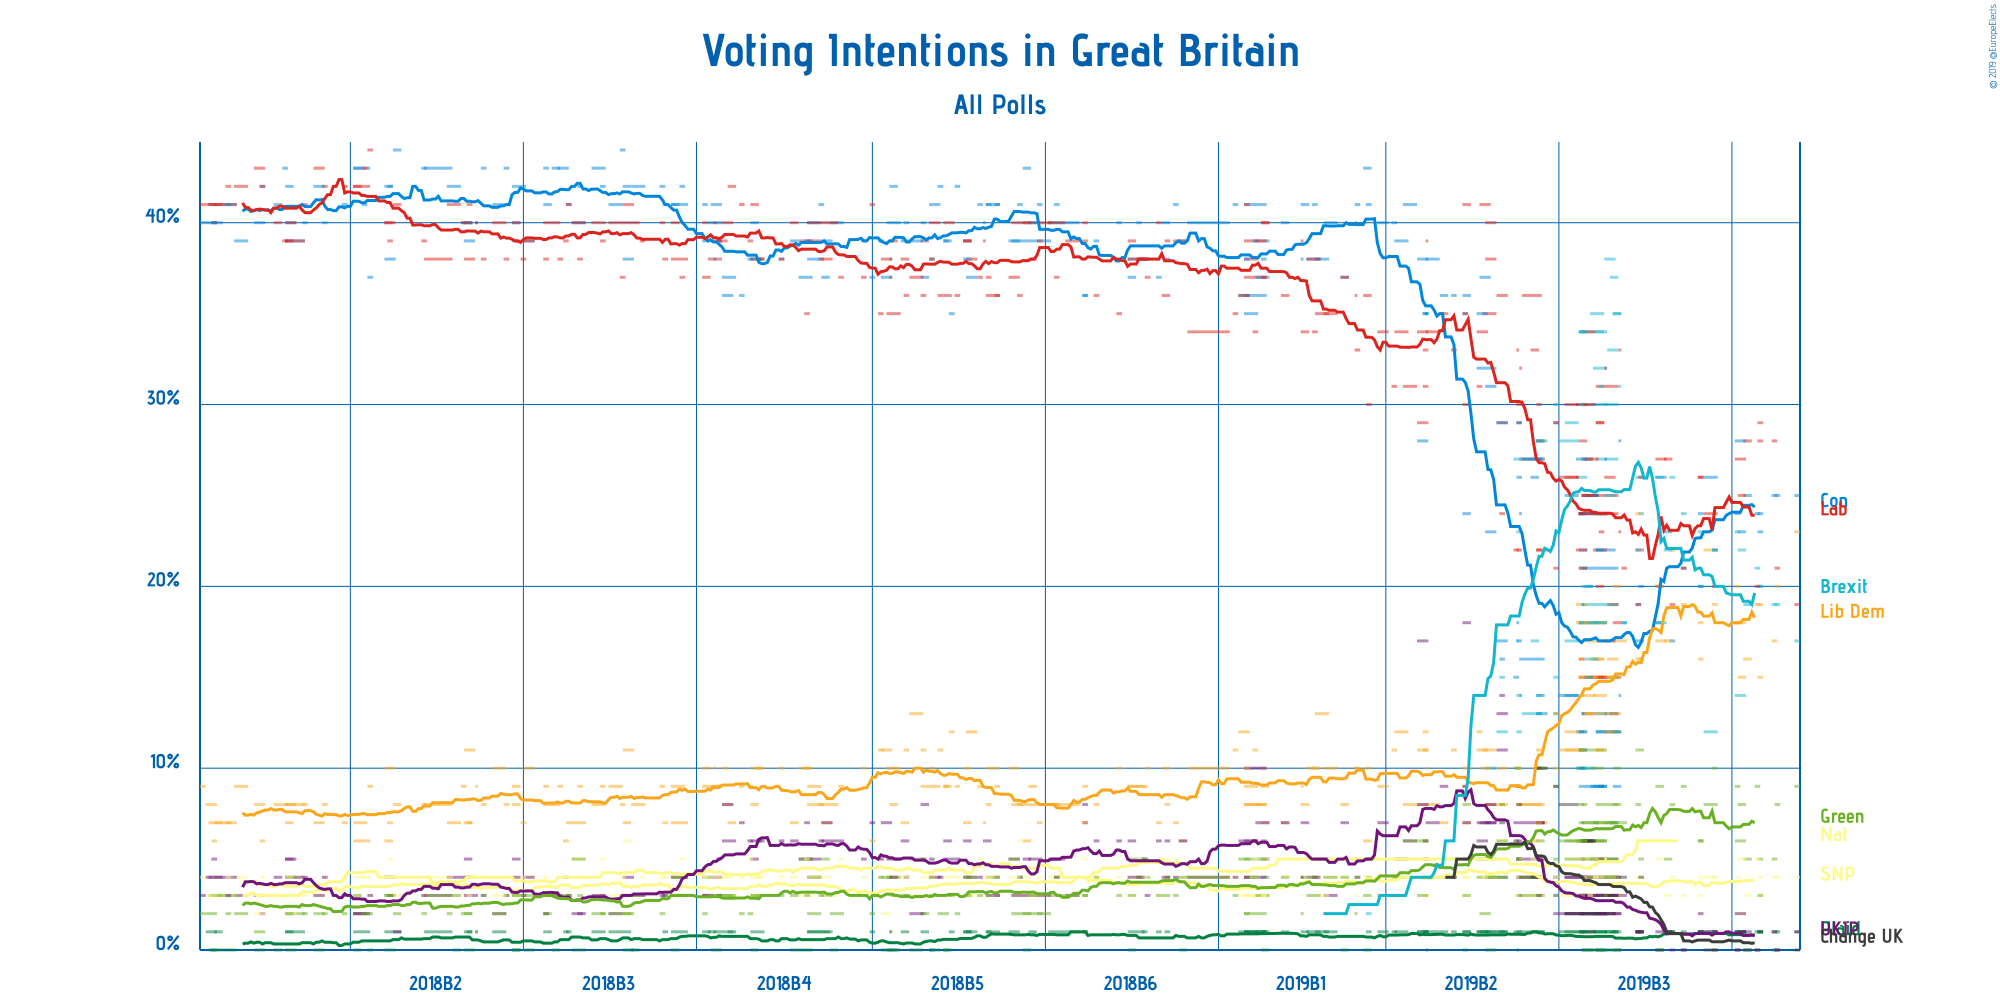 Voting Intentions in Great Britain
All Polls
© 2019 @EuropeElects
40%
30%
20%
10%
0%
Con
Lab
Brexit
Lib Dem
Green
Nat
SNP
UKIP
Change UK
2018B2
2018B3
2018B4
2018B5
2018B6
2019B1
2019B2
2019B3